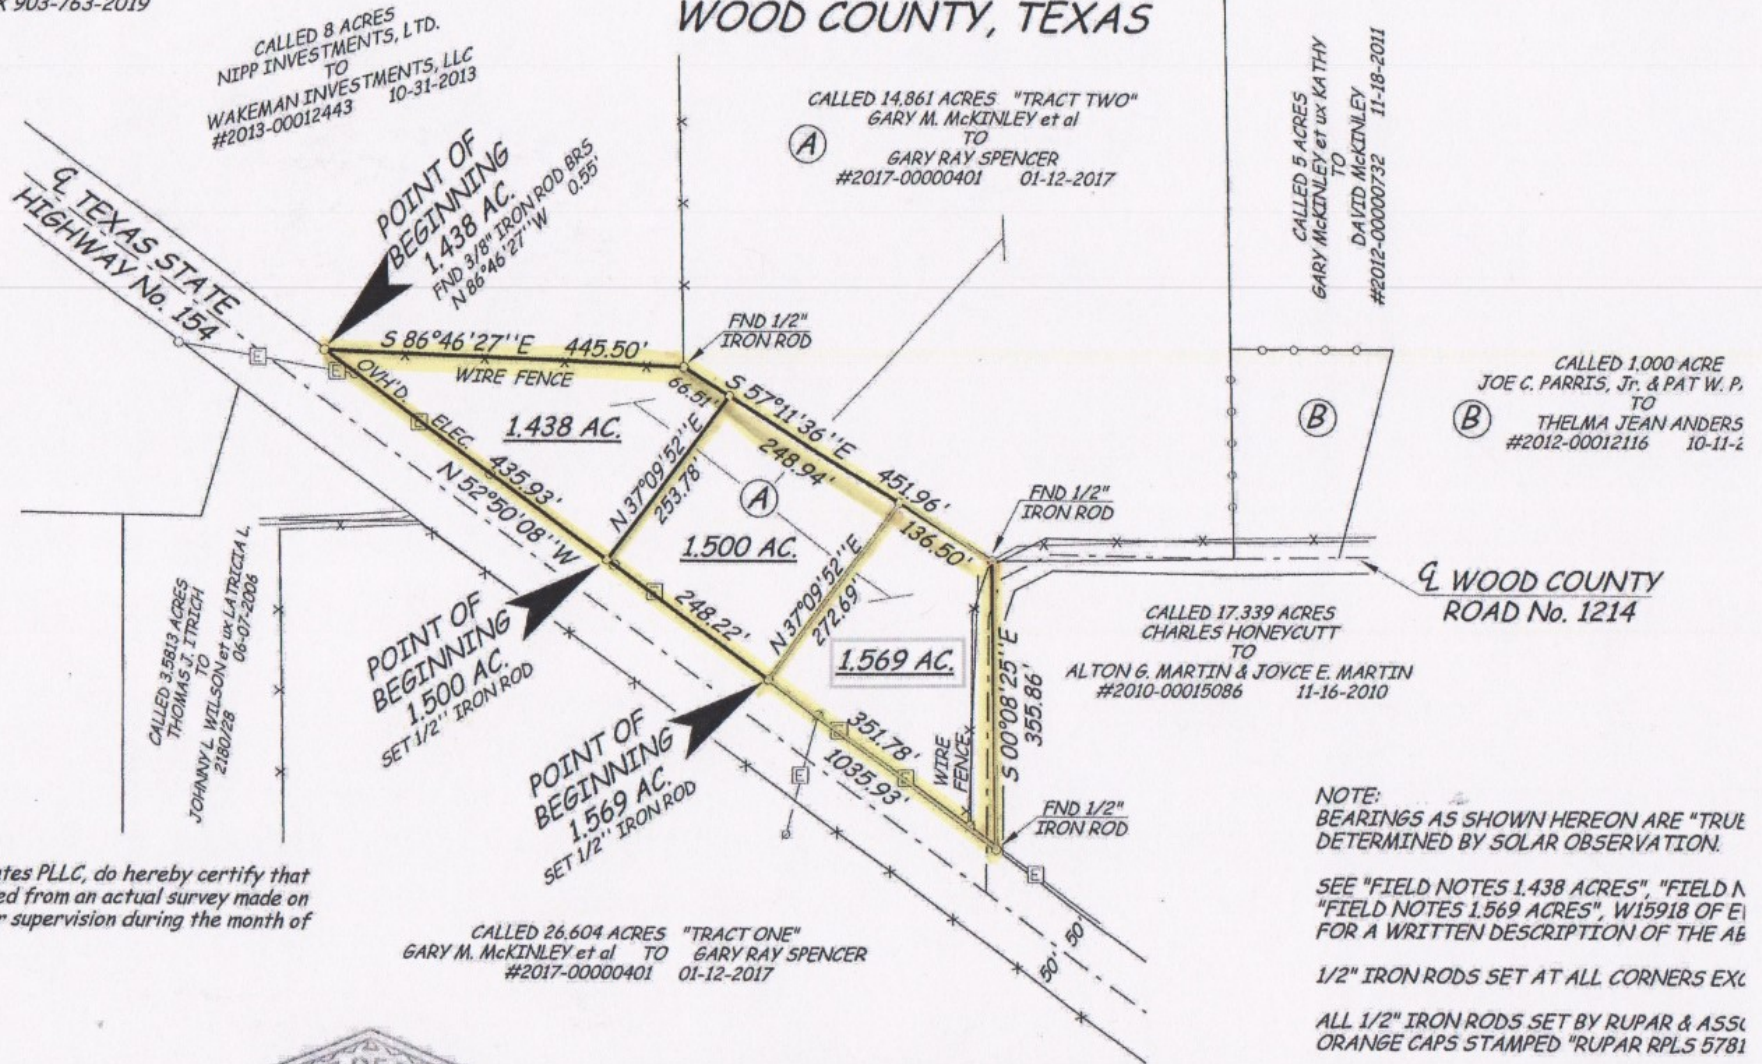 903-763-2019
WOOD COUNTY, TEXAS
CALLED 8 ACRES
NIPP INVESTMENTS, LTD.
TO
WAKEMAN INVESTMENTS, LLC
#2013-00012443 10-31-2013
CALLED 14.861 ACRES "TRACT TWO"
GARY M. McKINLEY et al
TO
GARY RAY SPENCER
#2017-00000401 01-12-2017
A
CALLED 5 ACRES
GARY McKINLEY et ux KATHY
TO
DAVID McKINLEY
#2012-00000732 11-18-2011
POINT OF
BEGINNING
1.438 AC.
FND 3/8" IRON ROD BRS
N 86°46'27"W 0.55'
℄ TEXAS STATE
HIGHWAY No. 154
S 86°46'27"E 445.50'
WIRE FENCE
FND 1/2"
IRON ROD
66.51'
S 57°11'36"E 451.96'
248.94'
136.50'
OVH'D. ELEC.
E
E
E
435.93'
N 52°50'08"W
1.438 AC.
N 37°09'52"E
253.78'
A
1.500 AC.
N 37°09'52"E
272.69'
248.22'
E
1.569 AC.
FND 1/2"
IRON ROD
B
CALLED 1.000 ACRE
JOE C. PARRIS, Jr. & PAT W. P.
TO
THELMA JEAN ANDERS
#2012-00012116 10-11-2
B
℄ WOOD COUNTY
ROAD No. 1214
CALLED 17.339 ACRES
CHARLES HONEYCUTT
TO
ALTON G. MARTIN & JOYCE E. MARTIN
#2010-00015086 11-16-2010
CALLED 3.5813 ACRES
THOMAS J. ITRICH
TO
JOHNNY L. WILSON et ux LATRICIA L.
2180/28 06-07-2006
POINT OF
BEGINNING
1.500 AC.
SET 1/2" IRON ROD
POINT OF
BEGINNING
1.569 AC.
SET 1/2" IRON ROD
351.78'
1035.93'
E
E
E
WIRE
FENCE
S 00°08'25"E
355.86'
FND 1/2"
IRON ROD
E
50'
50'
tes PLLC, do hereby certify that
ed from an actual survey made on
r supervision during the month of
CALLED 26.604 ACRES "TRACT ONE"
GARY M. McKINLEY et al TO GARY RAY SPENCER
#2017-00000401 01-12-2017
NOTE:
BEARINGS AS SHOWN HEREON ARE "TRUE
DETERMINED BY SOLAR OBSERVATION.
SEE "FIELD NOTES 1.438 ACRES", "FIELD N
"FIELD NOTES 1.569 ACRES", W15918 OF E
FOR A WRITTEN DESCRIPTION OF THE AB
1/2" IRON RODS SET AT ALL CORNERS EXC
ALL 1/2" IRON RODS SET BY RUPAR & ASSO
ORANGE CAPS STAMPED "RUPAR RPLS 5781